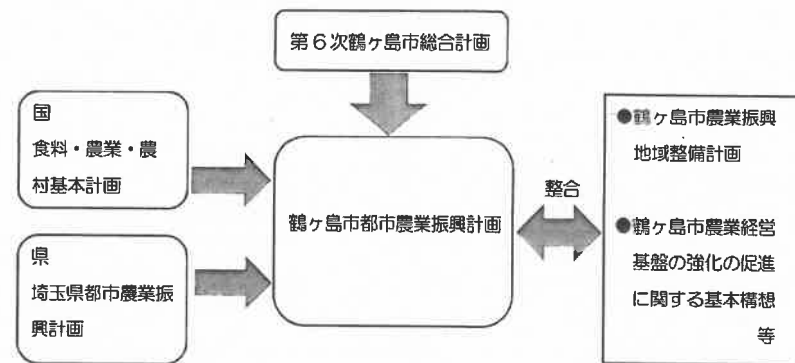 第6次鶴ヶ島市総合計画
国
食料・農業・農
村基本計画
県
埼玉県都市農業振
興計画
鶴ヶ島市都市農業振興計画
整合
●鶴ヶ島市農業振興
地域整備計画
●鶴ヶ島市農業経営
基盤の強化の促進
に関する基本構想
等